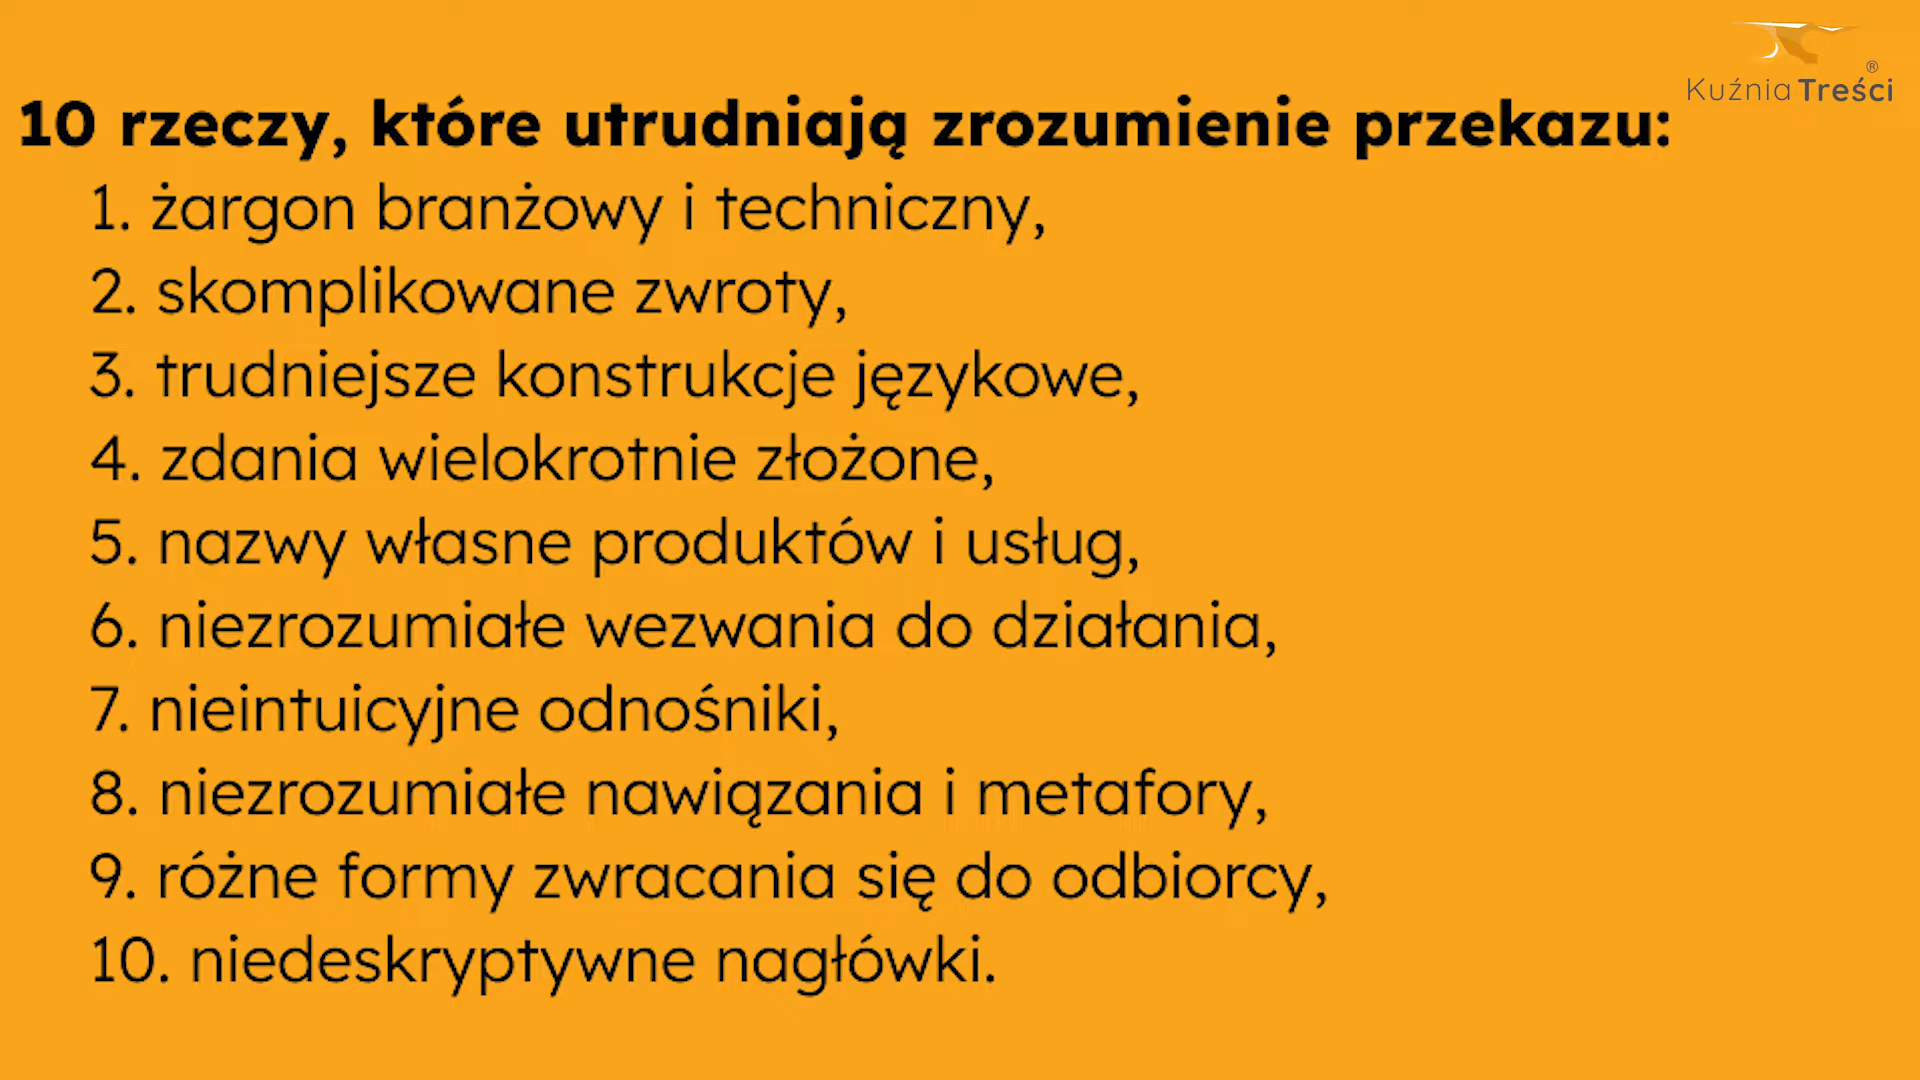 Kuźnia Treści®
10 rzeczy, które utrudniają zrozumienie przekazu:
1. żargon branżowy i techniczny,
2. skomplikowane zwroty,
3. trudniejsze konstrukcje językowe,
4. zdania wielokrotnie złożone,
5. nazwy własne produktów i usług,
6. niezrozumiałe wezwania do działania,
7. nieintuicyjne odnośniki,
8. niezrozumiałe nawiązania i metafory,
9. różne formy zwracania się do odbiorcy,
10. niedeskryptywne nagłówki.